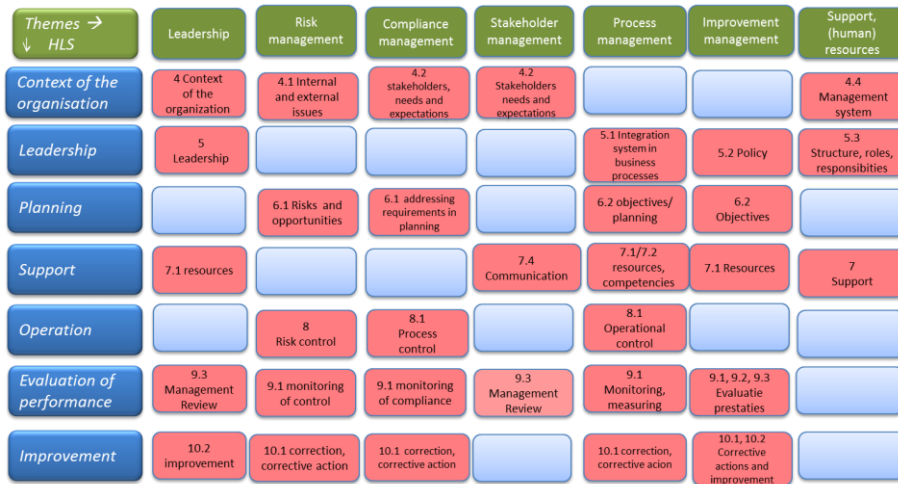 Themes →
↓ HLS
Leadership
Risk
management
Compliance
management
Stakeholder
management
Process
management
Improvement
management
Support,
(human)
resources
Context of the
organisation
4 Context
of the
organization
4.1 Internal
and external
issues
4.2
stakeholders,
needs and
expectations
4.2
Stakeholders
needs and
expectations
4.4
Management
system
Leadership
5
Leadership
5.1 Integration
system in
business
processes
5.2 Policy
5.3
Structure, roles,
responsibities
Planning
6.1 Risks and
opportunities
6.1 addressing
requirements in
planning
6.2 objectives/
planning
6.2
Objectives
Support
7.1 resources
7.4
Communication
7.1/7.2
resources,
competencies
7.1 Resources
7
Support
Operation
8
Risk control
8.1
Process
control
8.1
Operational
control
Evaluation of
performance
9.3
Management
Review
9.1 monitoring
of control
9.1 monitoring
of compliance
9.3
Management
Review
9.1
Monitoring,
measuring
9.1, 9.2, 9.3
Evaluatie
prestaties
Improvement
10.2
improvement
10.1 correction,
corrective action
10.1 correction,
corrective action
10.1 correction,
corrective acion
10.1, 10.2
Corrective
actions and
improvement